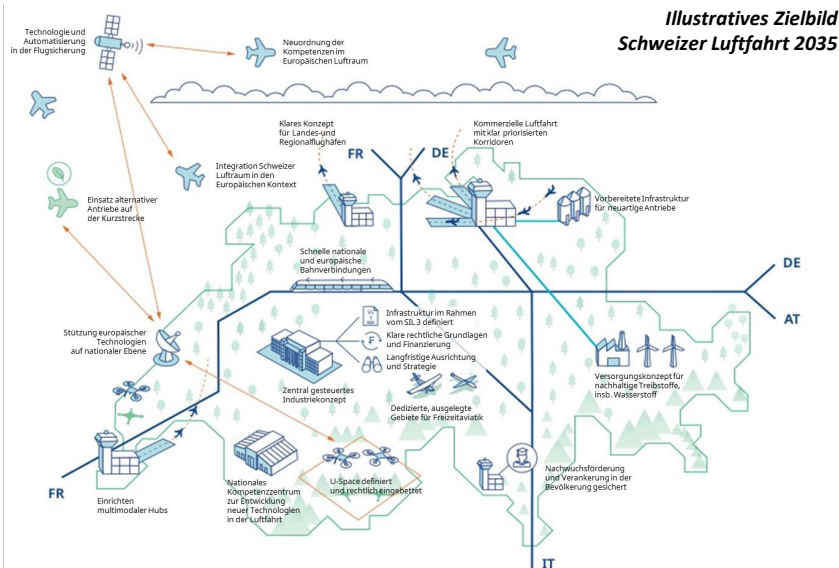 Illustratives Zielbild
Schweizer Luftfahrt 2035
Technologie und
Automatisierung
in der Flugsicherung
Neuordnung der
Kompetenzen im
Europäischen Luftraum
Klares Konzept
für Landes-und
Regionalflughäfen
Kommerzielle Luftfahrt
mit klar priorisierten
Korridoren
FR
DE
Integration Schweizer
Luftraum in den
Europäischen Kontext
Einsatz alternativer
Antriebe auf
der Kurzstrecke
Vorbereitete Infrastruktur
für neuartige Antriebe
Schnelle nationale
und europäische
Bahnverbindungen
DE
AT
Stützung europäischer
Technologien
auf nationaler Ebene
Infrastruktur im Rahmen
vom SIL 3 definiert
Klare rechtliche Grundlagen
und Finanzierung
Langfristige Ausrichtung
und Strategie
Zentral gesteuertes
Industriekonzept
Dedizierte, ausgelegte
Gebiete für Freizeitaviatik
Versorgungskonzept für
nachhaltige Treibstoffe,
insb. Wasserstoff
FR
Einrichten
multimodaler Hubs
Nationales
Kompetenzzentrum
zur Entwicklung
neuer Technologien
in der Luftfahrt
U-Space definiert
und rechtlich eingebettet
Nachwuchsförderung
und Verankerung in der
Bevölkerung gesichert
IT